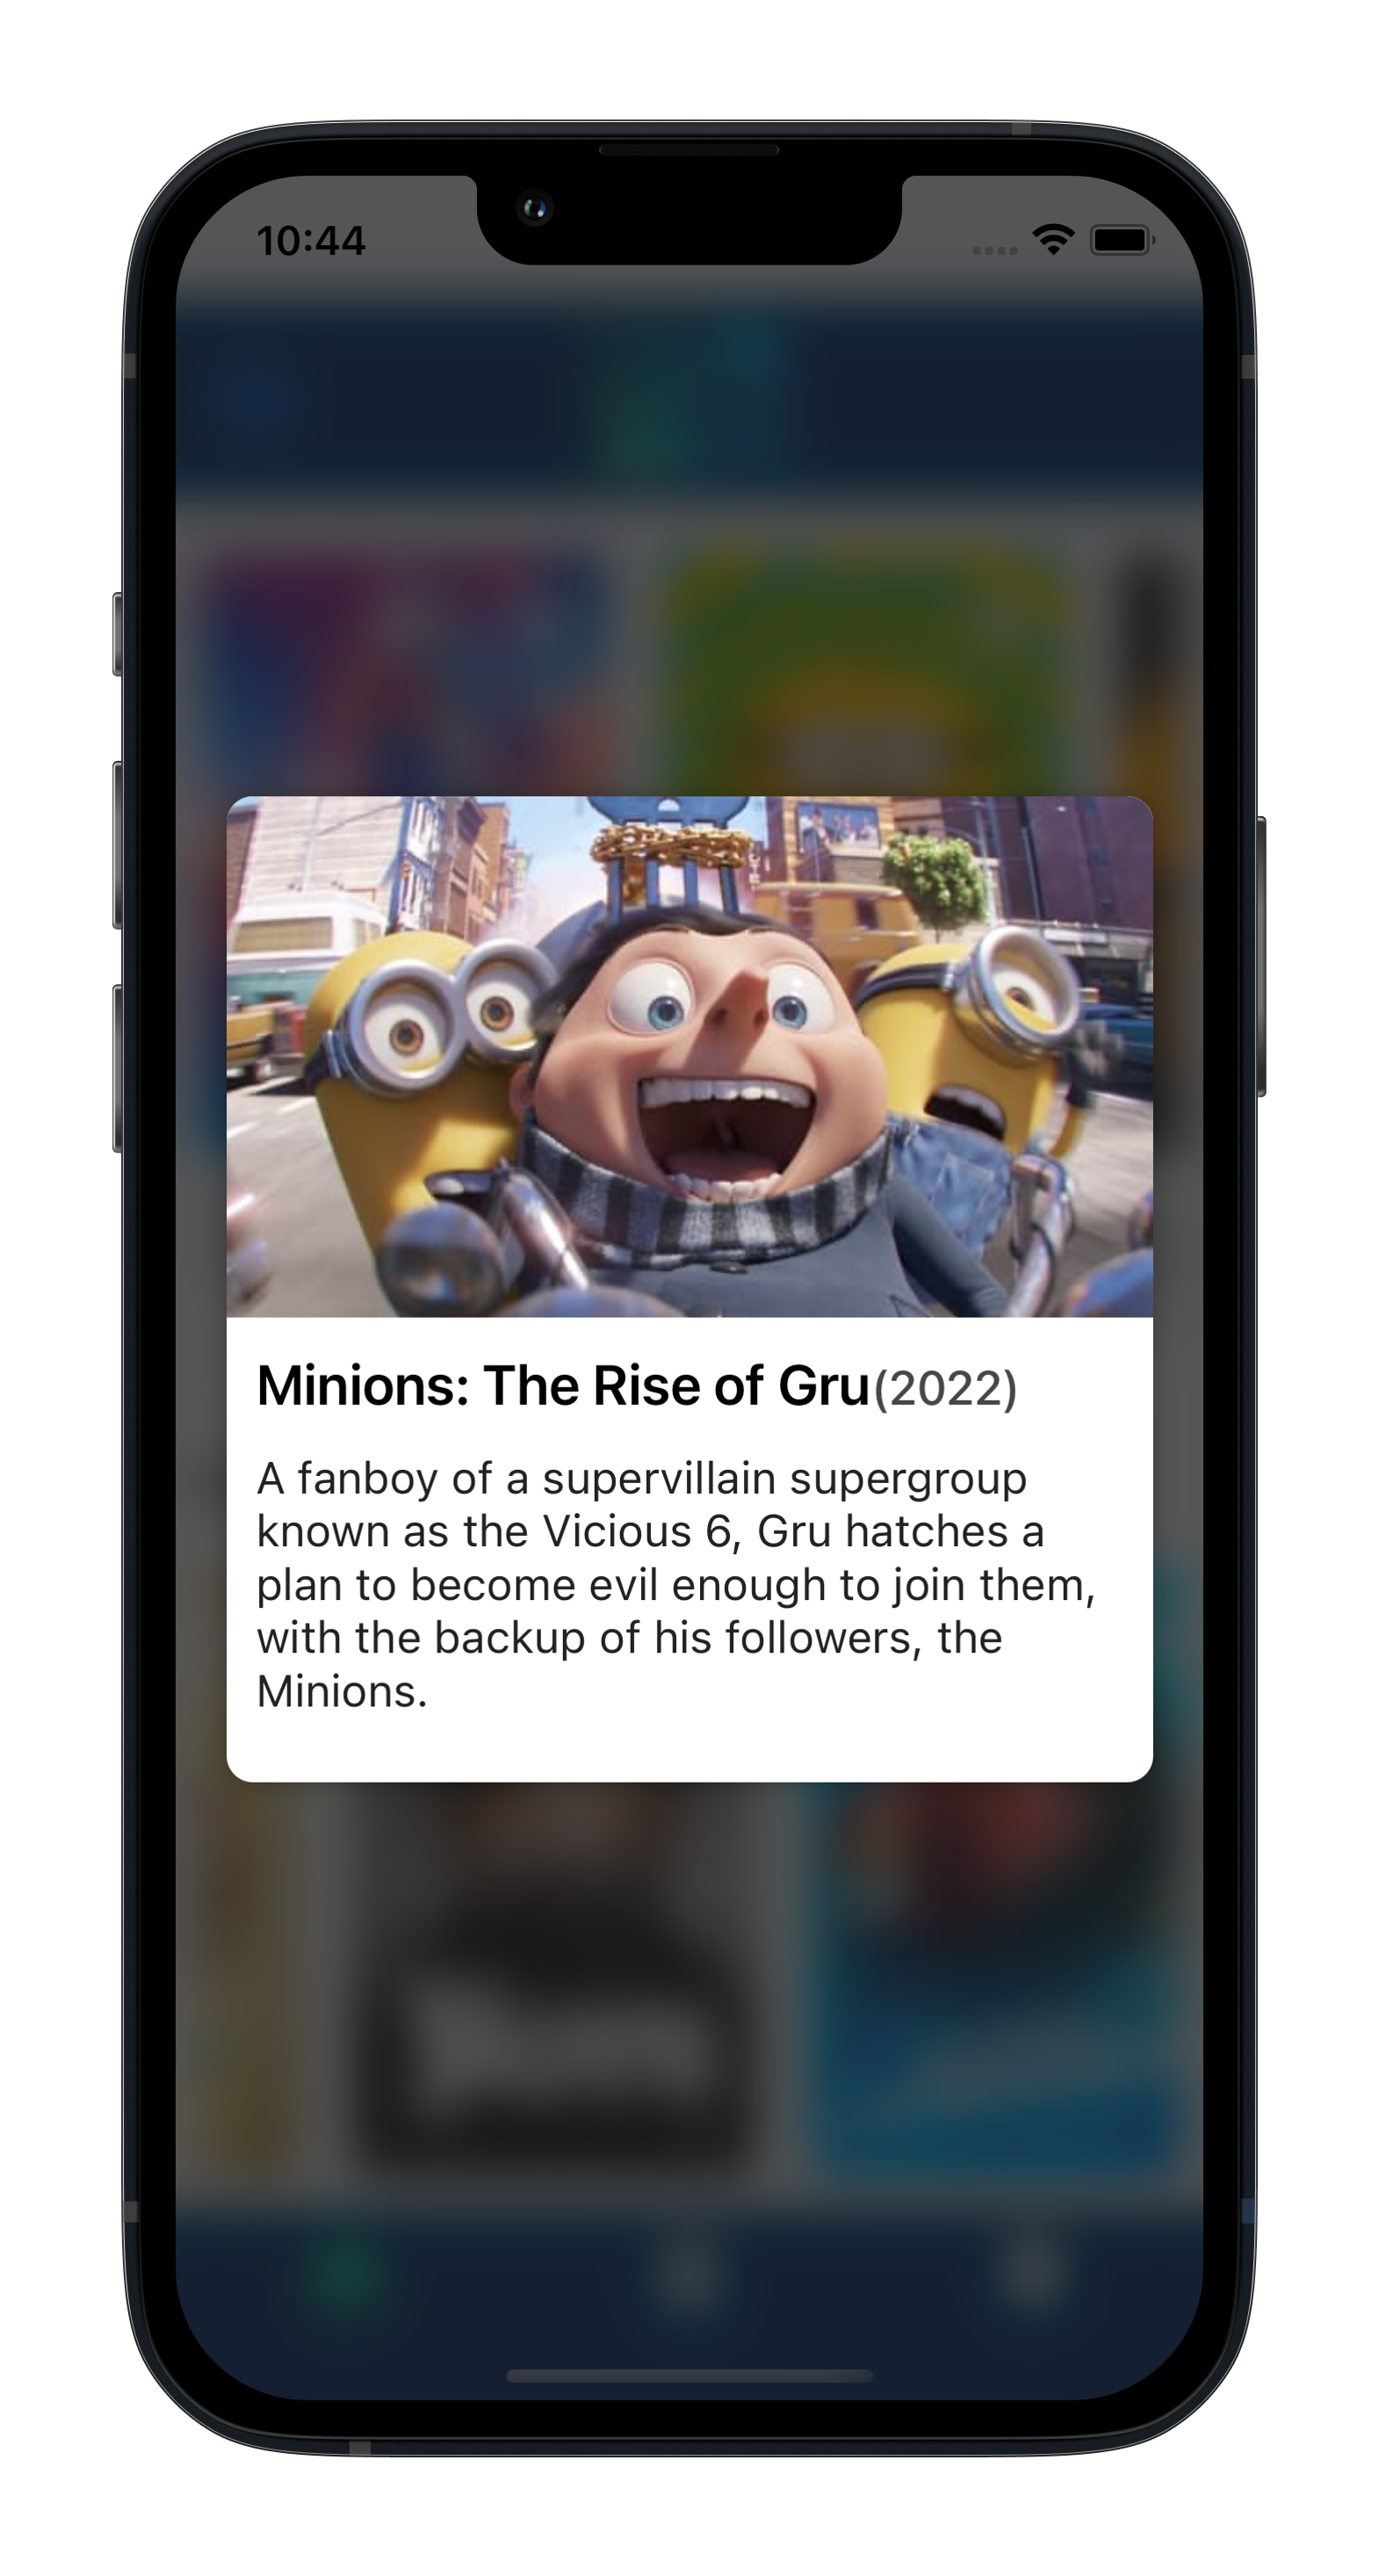 10:44
Minions: The Rise of Gru(2022)
A fanboy of a supervillain supergroup
known as the Vicious 6, Gru hatches a
plan to become evil enough to join them,
with the backup of his followers, the
Minions.